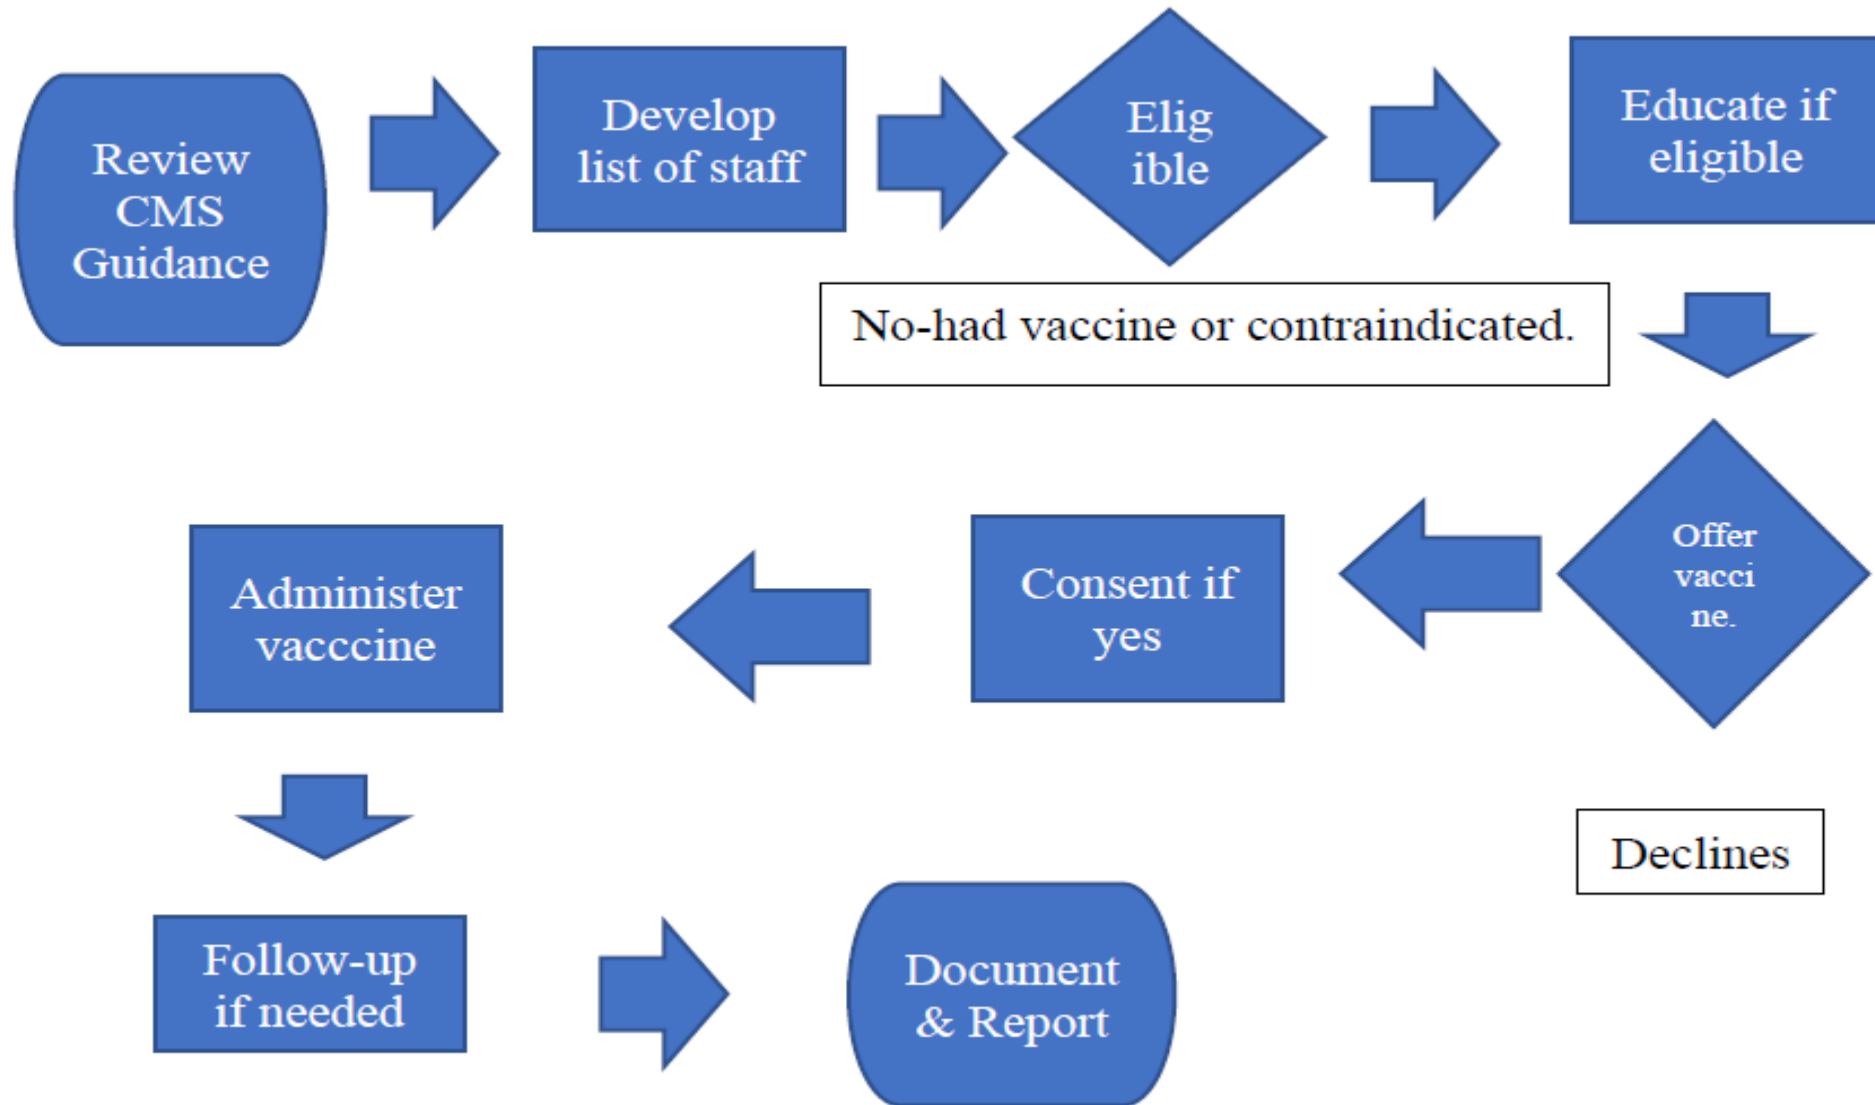 Review
CMS
Guidance
Develop
list of staff
Elig
ible
Educate if
eligible
No-had vaccine or contraindicated.
Offer
vacci
ne.
Consent if
yes
Administer
vacccine
Declines
Follow-up
if needed
Document
& Report